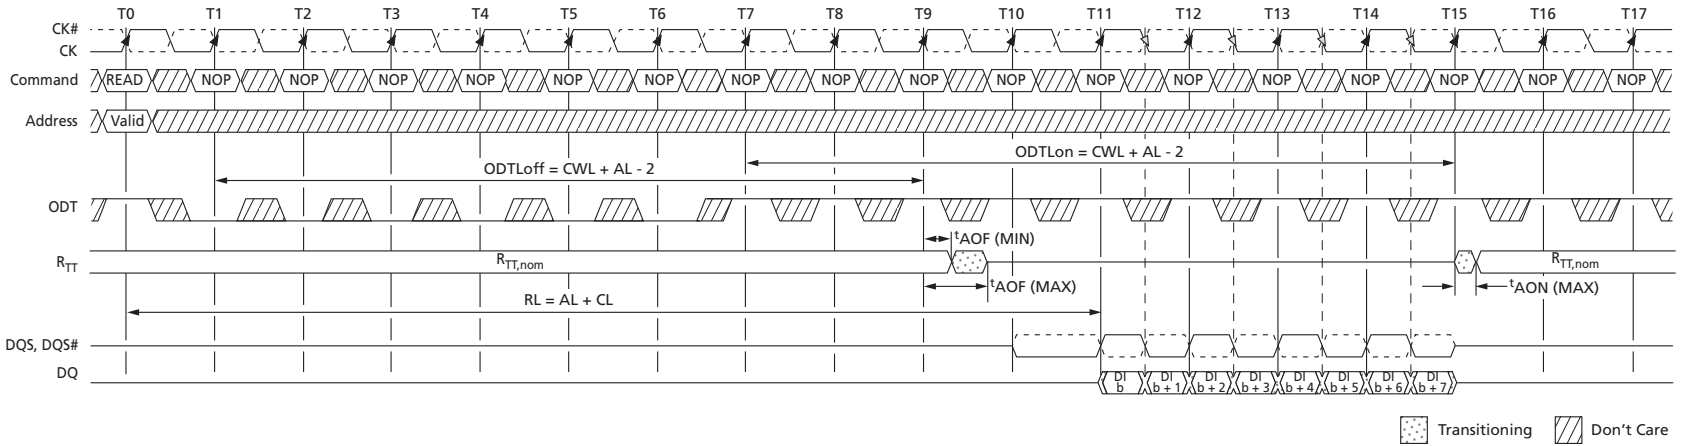 T0 T1 T2 T3 T4 T5 T6 T7 T8 T9 T10 T11 T12 T13 T14 T15 T16 T17
CK#
CK
Command READ NOP NOP NOP NOP NOP NOP NOP NOP NOP NOP NOP NOP NOP NOP NOP NOP NOP
Address Valid
ODTLon = CWL + AL - 2
ODTLoff = CWL + AL - 2
ODT
tAOF (MIN)
RTT RTT,nom RTT,nom
tAOF (MAX) tAON (MAX)
RL = AL + CL
DQS, DQS#
DQ
DI DI DI DI DI DI DI DI
b b + 1 b + 2 b + 3 b + 4 b + 5 b + 6 b + 7
Transitioning Don't Care